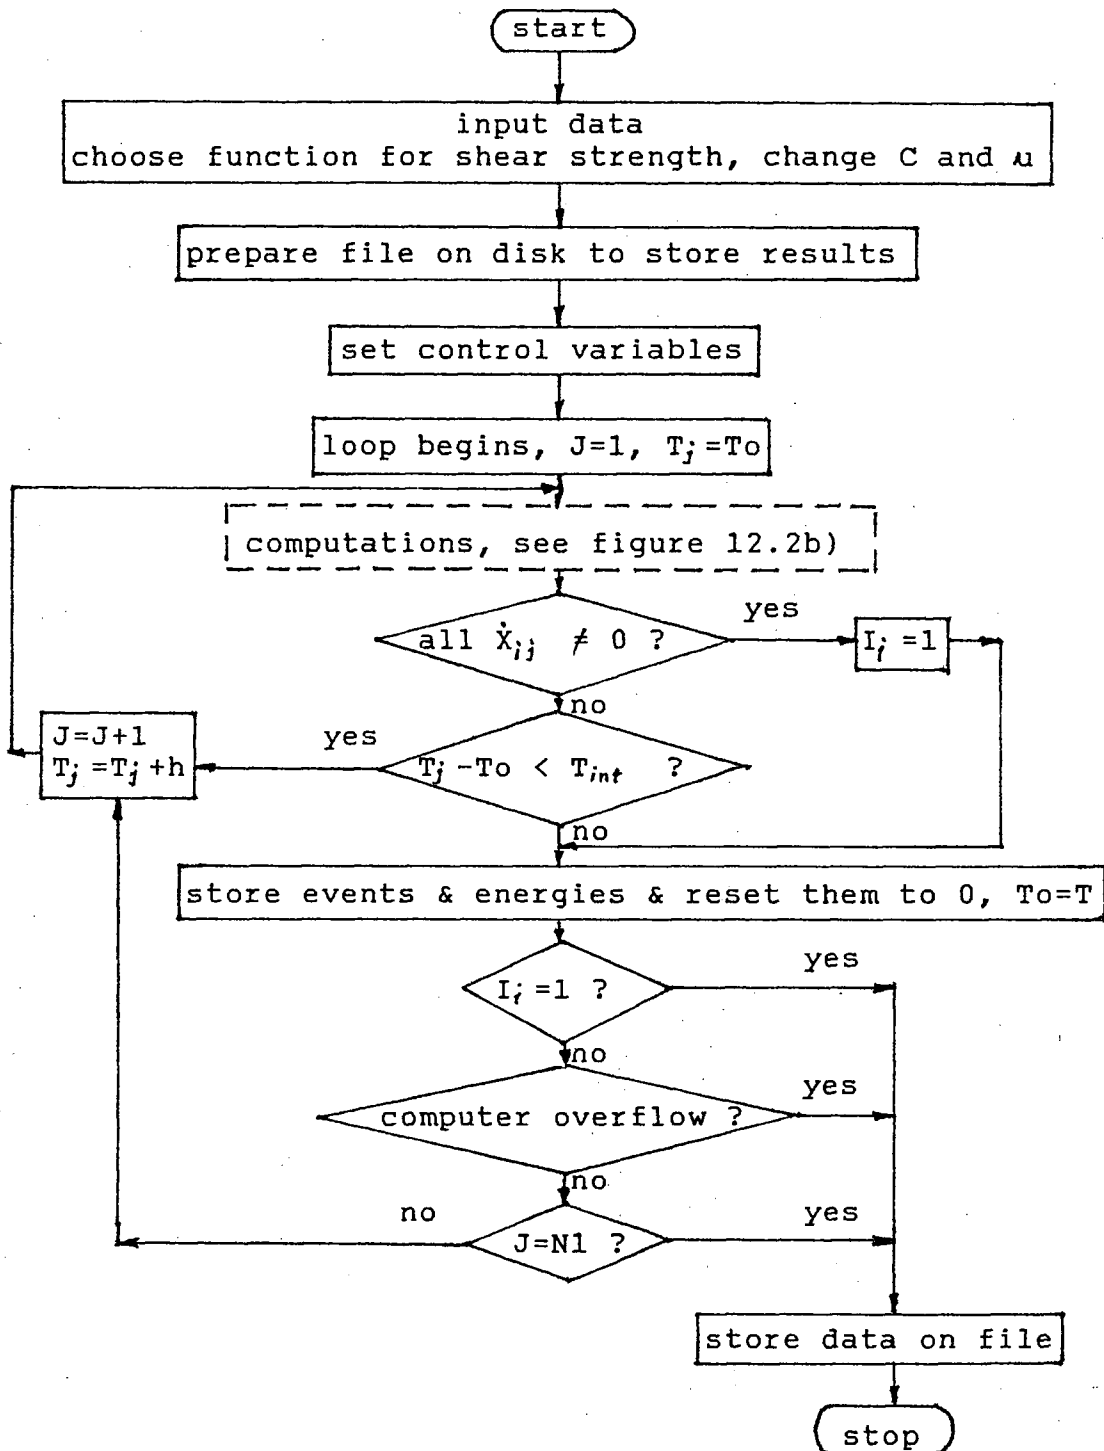 start
input data
choose function for shear strength, change C and μ
prepare file on disk to store results
set control variables
loop begins, J=1, Tj=To
computations, see figure 12.2b)
all Ẋij ≠ 0 ?
yes
Ii=1
no
J=J+1
Tj=Tj+h
yes
Tj-To < Tint ?
no
store events & energies & reset them to 0, To=T
Ii=1 ?
yes
no
computer overflow ?
yes
no
no
J=N1 ?
yes
store data on file
stop